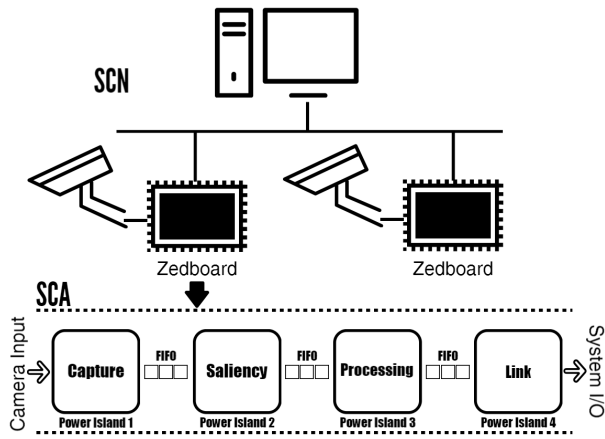 SCN
Zedboard
Zedboard
SCA
Camera Input
Capture
FIFO
Saliency
FIFO
Processing
FIFO
Link
System I/O
Power Island 1
Power Island 2
Power Island 3
Power Island 4